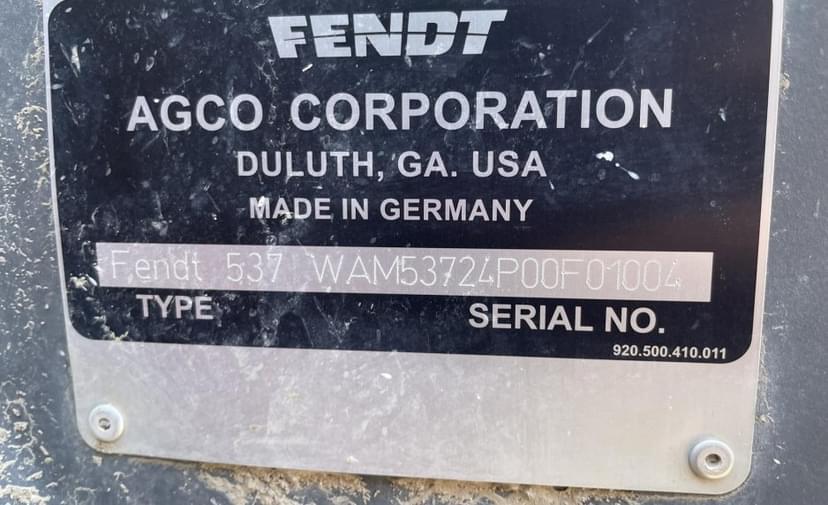 FENDT
AGCO CORPORATION
DULUTH, GA. USA
MADE IN GERMANY
Fendt 537 WAM53724P00F01004
TYPE SERIAL NO.
920.500.410.011